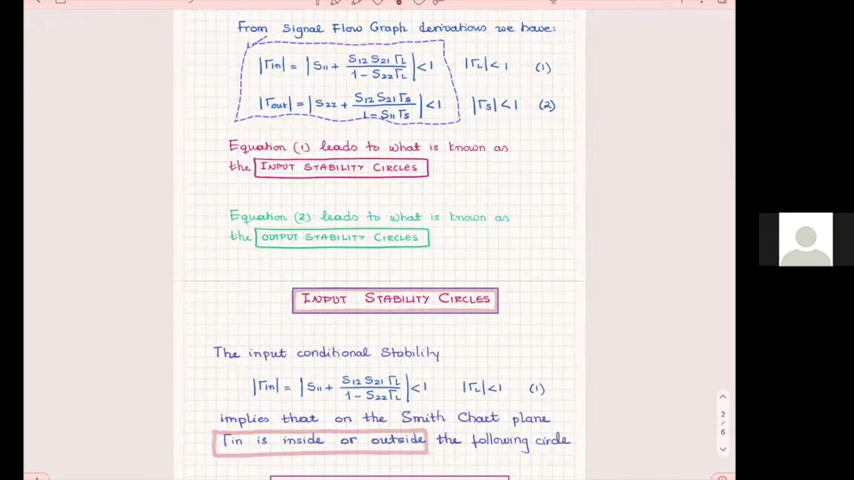 From Signal Flow Graph derivations we have:
|Γin| = | S11 + S12 S21 ΓL / 1 − S22 ΓL | < 1 |ΓL| < 1 (1)
|Γout| = | S22 + S12 S21 ΓS / 1 − S11 ΓS | < 1 |ΓS| < 1 (2)
Equation (1) leads to what is known as
the INPUT STABILITY CIRCLES
Equation (2) leads to what is known as
the OUTPUT STABILITY CIRCLES
INPUT STABILITY CIRCLES
The input conditional stability
|Γin| = | S11 + S12 S21 ΓL / 1 − S22 ΓL | < 1 |ΓL| < 1 (1)
implies that on the Smith Chart plane
Γin is inside or outside the following circle
2
/
6